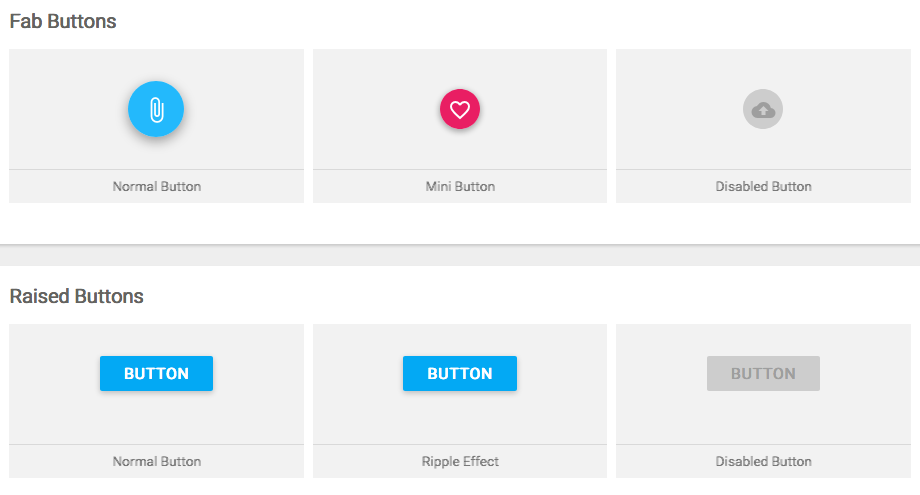 Fab Buttons
Normal Button
Mini Button
Disabled Button
Raised Buttons
BUTTON
BUTTON
BUTTON
Normal Button
Ripple Effect
Disabled Button